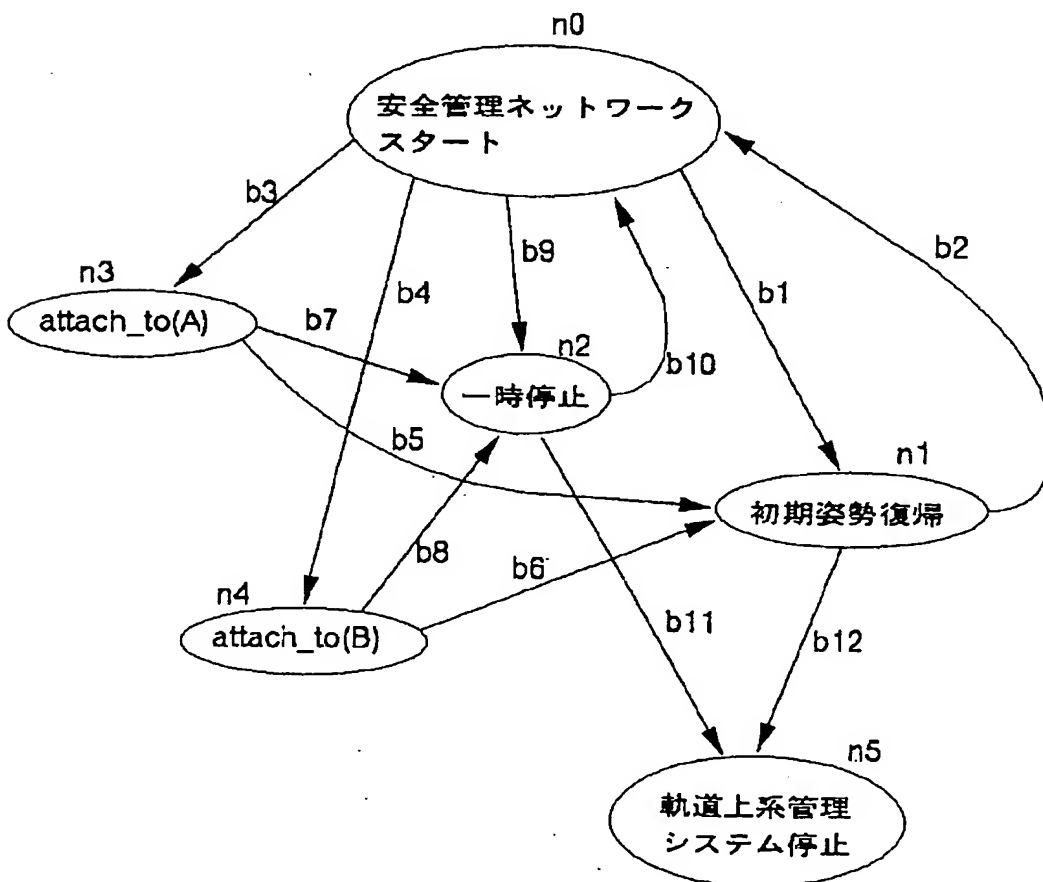 n0
安全管理ネットワーク
スタート
b3
b2
b9
n3
b4
b1
attach_to(A)
b7
n2
b10
一時停止
b5
n1
初期姿勢復帰
b8
b6
n4
attach_to(B)
b11
b12
n5
軌道上系管理
システム停止